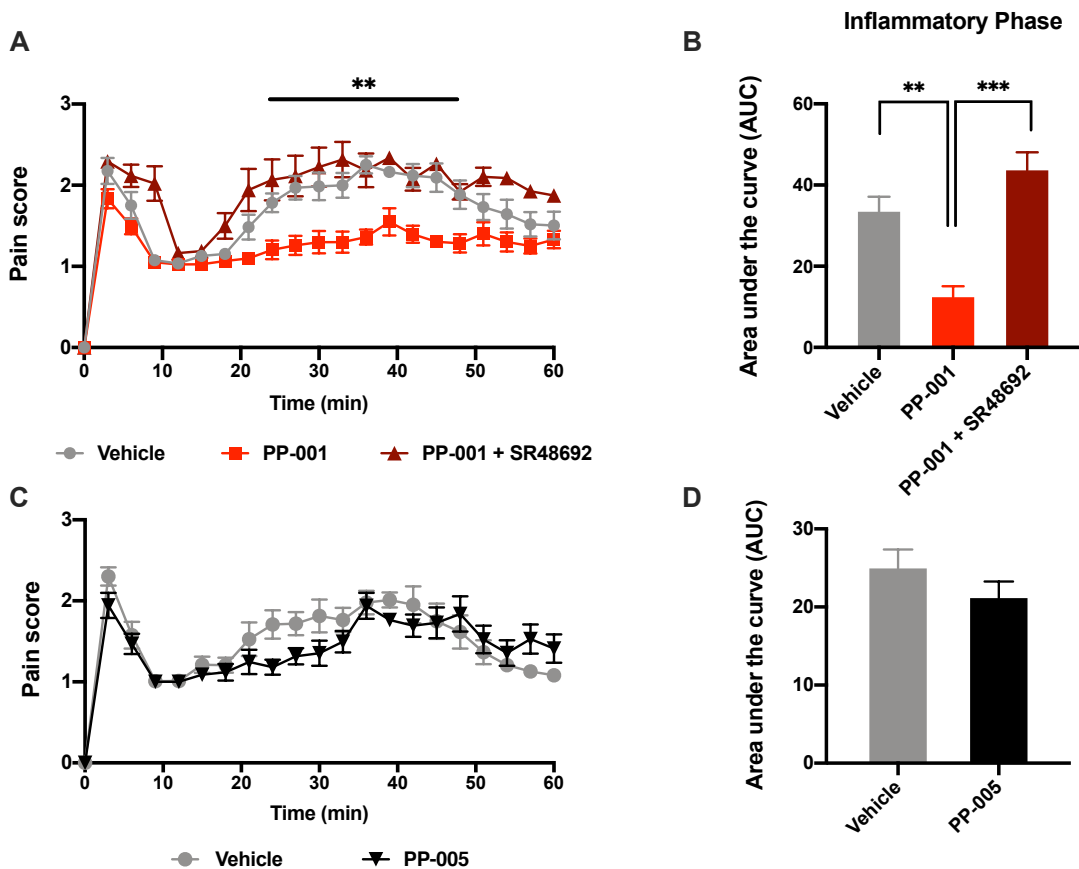 A
Pain score
**
3
2
1
0
0 10 20 30 40 50 60
Time (min)
Vehicle PP-001 PP-001 + SR48692
B
Inflammatory Phase
Area under the curve (AUC)
** ***
60
40
20
0
Vehicle PP-001 PP-001 + SR48692
C
Pain score
3
2
1
0
0 10 20 30 40 50 60
Time (min)
Vehicle PP-005
D
Area under the curve (AUC)
30
20
10
0
Vehicle PP-005